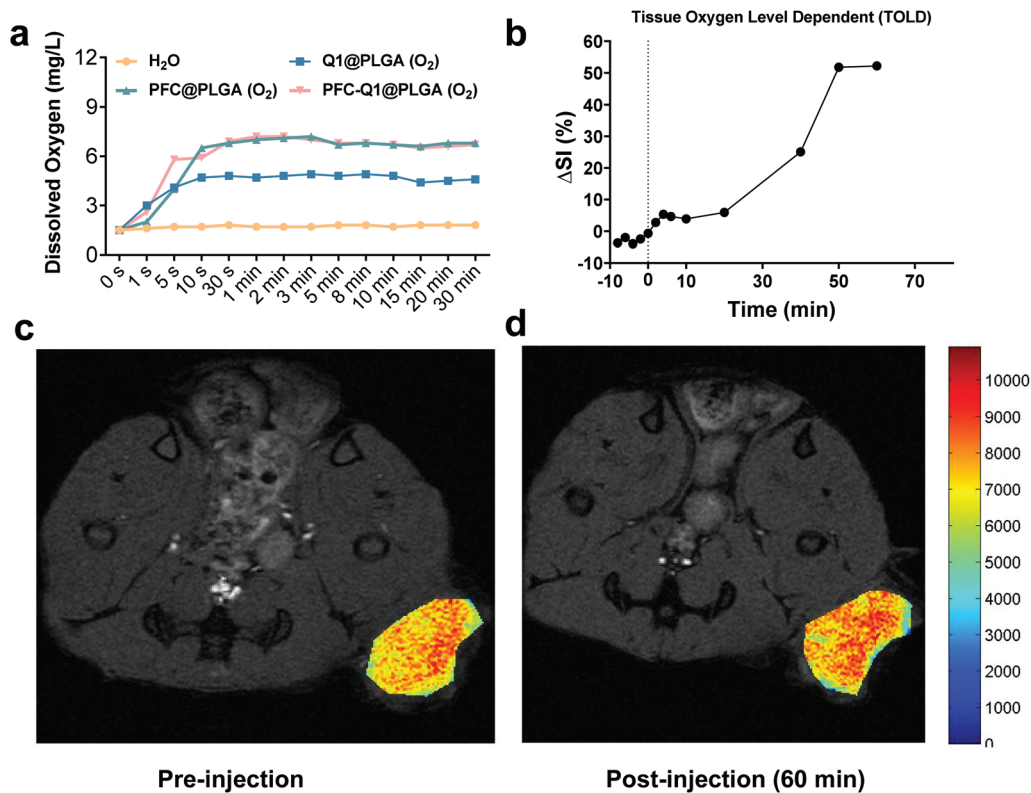 a
Dissolved Oxygen (mg/L)
12
9
6
3
0
H₂O
Q1@PLGA (O₂)
PFC@PLGA (O₂)
PFC-Q1@PLGA (O₂)
0 s
1 s
5 s
10 s
30 s
1 min
2 min
3 min
5 min
8 min
10 min
15 min
20 min
30 min
b
Tissue Oxygen Level Dependent (TOLD)
ΔSI (%)
60
50
40
30
20
10
0
-10
-10
0
10
30
50
70
Time (min)
c
Pre-injection
d
Post-injection (60 min)
10000
9000
8000
7000
6000
5000
4000
3000
2000
1000
0